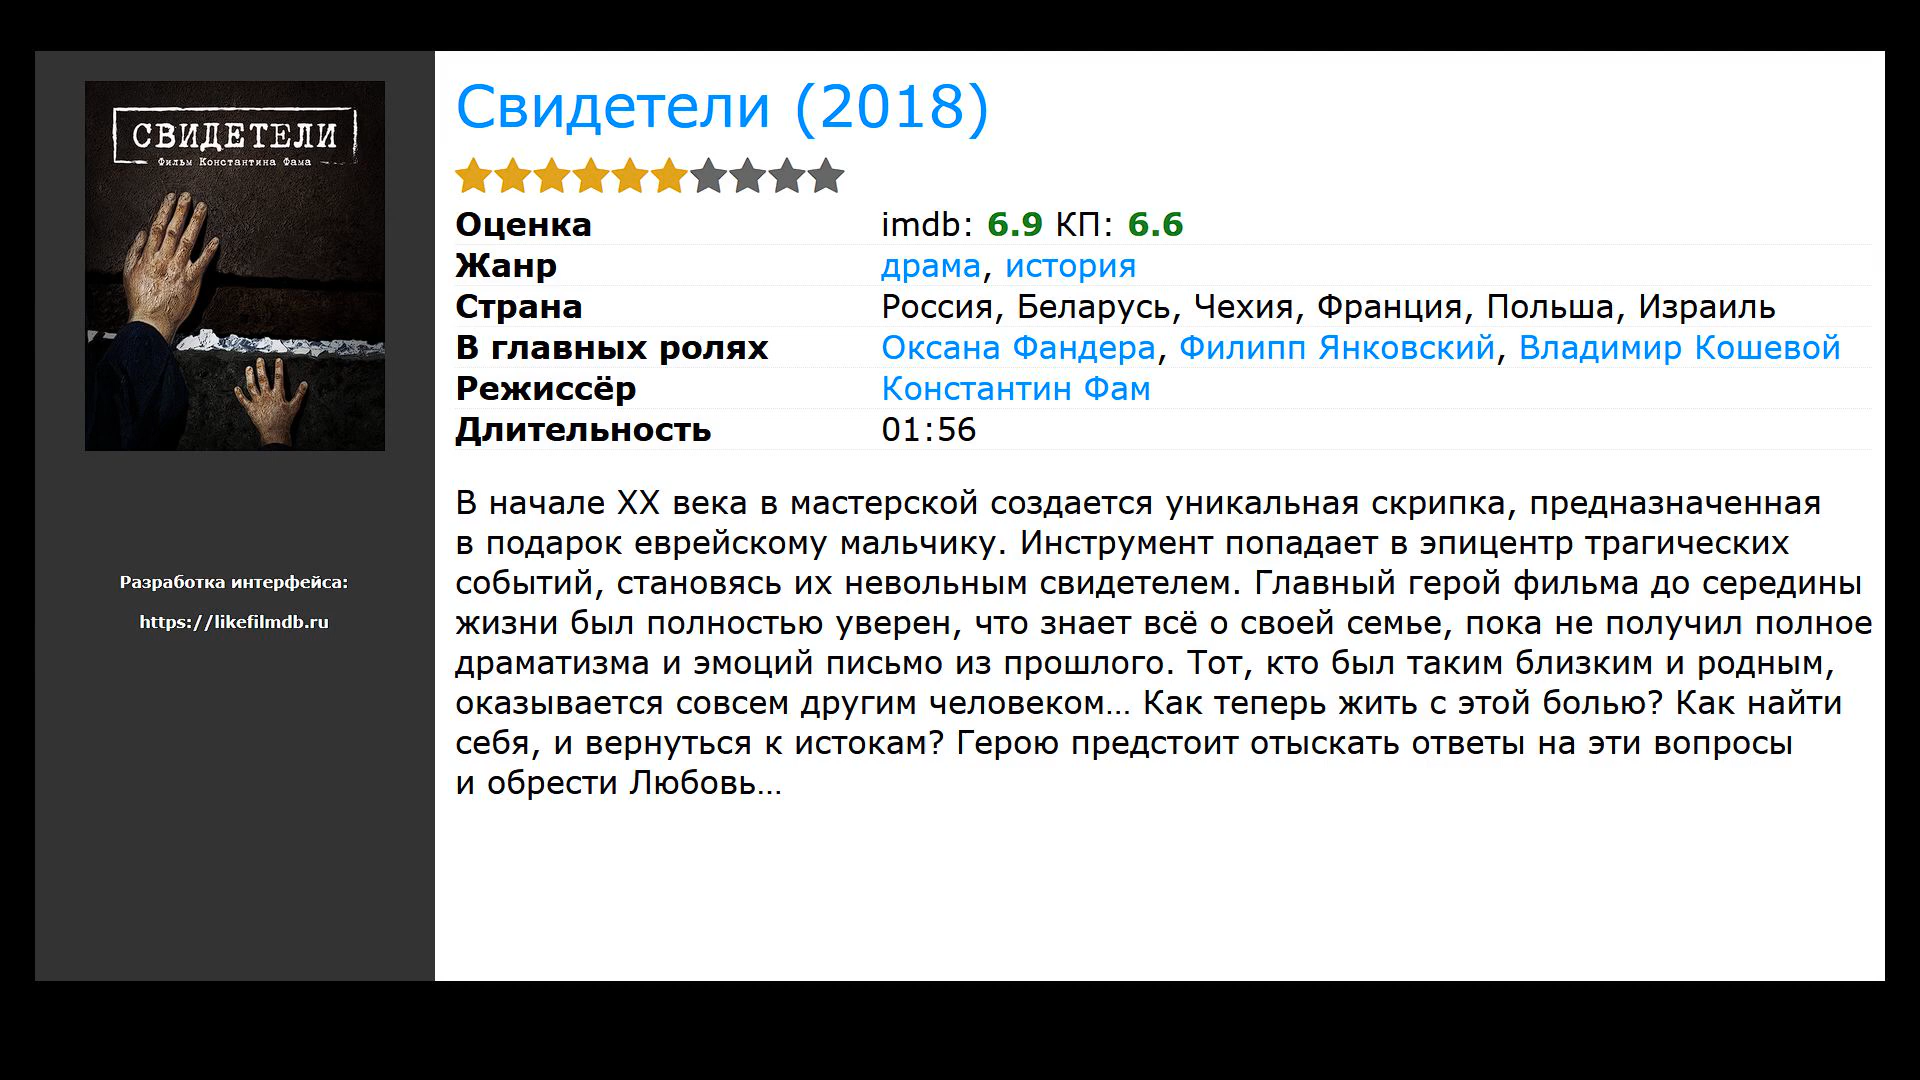 СВИДЕТЕЛИ
Фильм Константина Фама
Разработка интерфейса:
https://likefilmdb.ru
Свидетели (2018)
Оценка imdb: 6.9 КП: 6.6
Жанр драма, история
Страна Россия, Беларусь, Чехия, Франция, Польша, Израиль
В главных ролях Оксана Фандера, Филипп Янковский, Владимир Кошевой
Режиссёр Константин Фам
Длительность 01:56
В начале XX века в мастерской создается уникальная скрипка, предназначенная
в подарок еврейскому мальчику. Инструмент попадает в эпицентр трагических
событий, становясь их невольным свидетелем. Главный герой фильма до середины
жизни был полностью уверен, что знает всё о своей семье, пока не получил полное
драматизма и эмоций письмо из прошлого. Тот, кто был таким близким и родным,
оказывается совсем другим человеком… Как теперь жить с этой болью? Как найти
себя, и вернуться к истокам? Герою предстоит отыскать ответы на эти вопросы
и обрести Любовь…